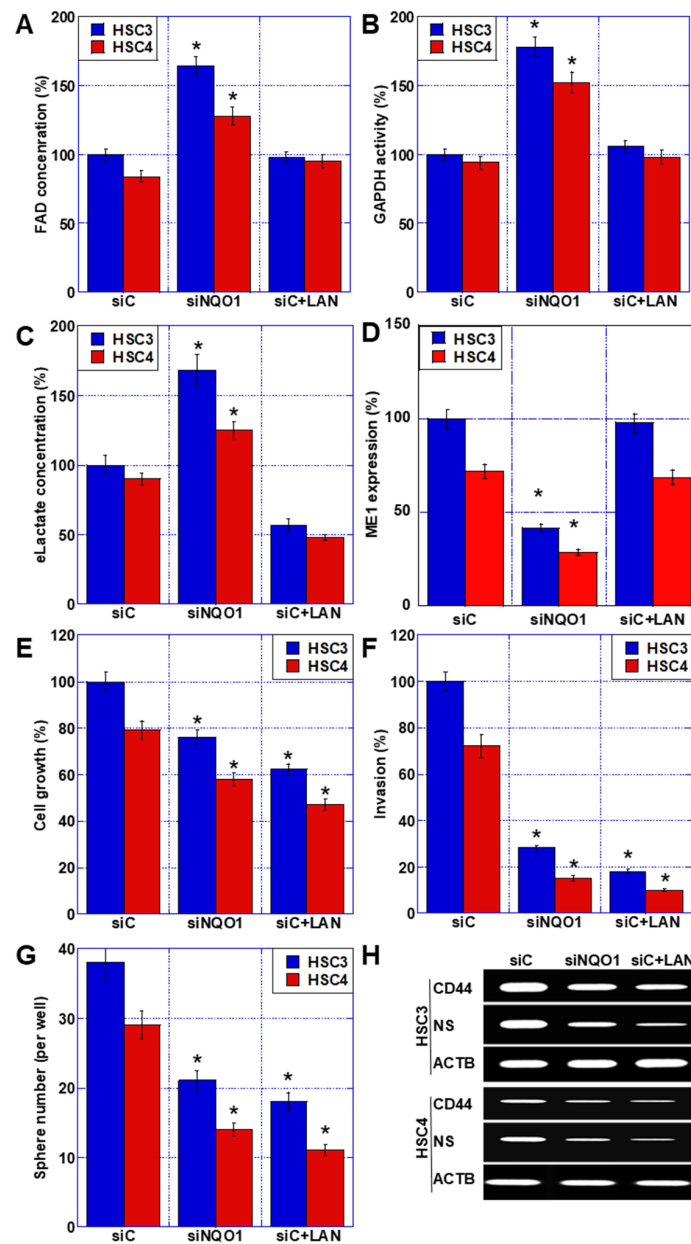 A
FAD concenration (%)
200
150
100
50
0
HSC3
HSC4
*
*
siC
siNQO1
siC+LAN
B
GAPDH activity (%)
200
150
100
50
0
HSC3
HSC4
*
*
siC
siNQO1
siC+LAN
C
eLactate concentration (%)
200
150
100
50
0
HSC3
HSC4
*
*
siC
siNQO1
siC+LAN
D
ME1 expression (%)
150
100
50
0
HSC3
HSC4
*
*
siC
siNQO1
siC+LAN
E
Cell growth (%)
120
100
80
60
40
20
0
HSC3
HSC4
*
*
*
*
siC
siNQO1
siC+LAN
F
Invasion (%)
120
100
80
60
40
20
0
HSC3
HSC4
*
*
*
*
siC
siNQO1
siC+LAN
G
Sphere number (per well)
40
30
20
10
0
HSC3
HSC4
*
*
*
*
siC
siNQO1
siC+LAN
H
siC siNQO1 siC+LAN
HSC3
CD44
NS
ACTB
HSC4
CD44
NS
ACTB